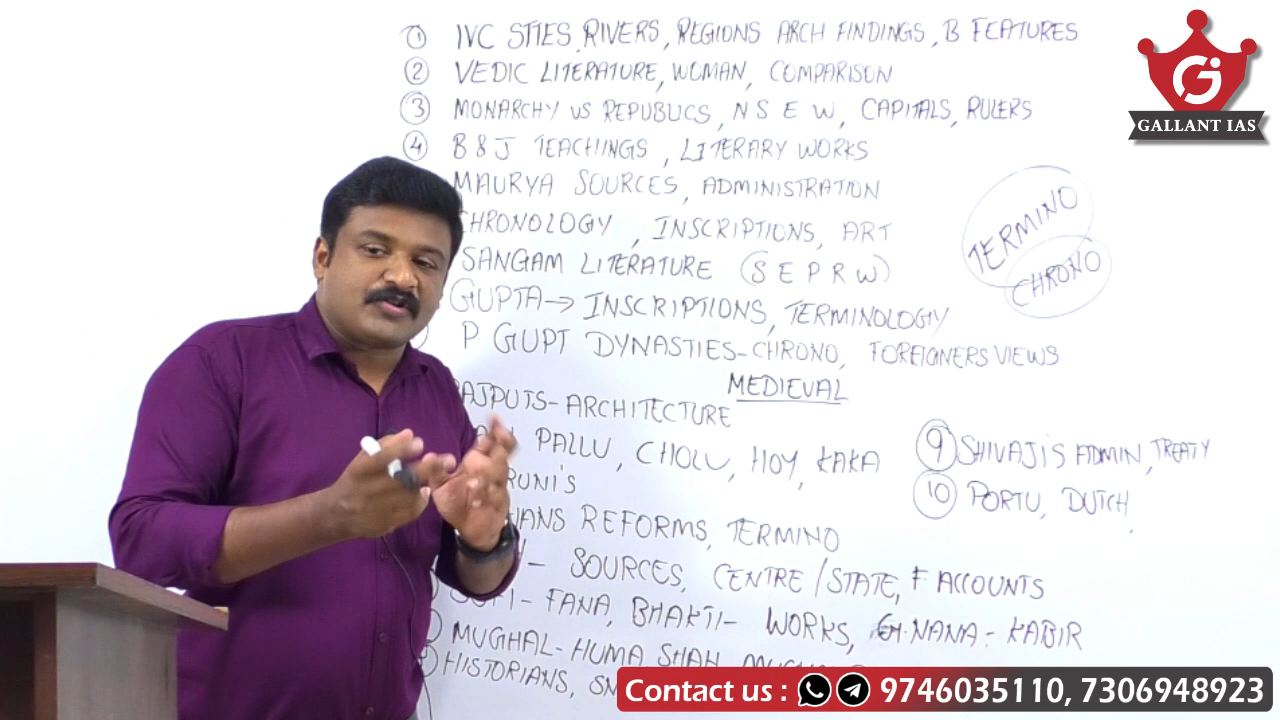 ① IVC SITES, RIVERS, REGIONS ARCH FINDINGS, B FEATURES
② VEDIC LITERATURE, WOMAN, COMPARISON
③ MONARCHY VS REPUBLICS, N S E W, CAPITALS, RULERS
④ B & J TEACHINGS, LITERARY WORKS
MAURYA SOURCES, ADMINISTRATION
CHRONOLOGY, INSCRIPTIONS, ART
SANGAM LITERATURE (S E P R W)
GUPTA → INSCRIPTIONS, TERMINOLOGY
P GUPT DYNASTIES - CHRONO, FOREIGNERS VIEWS
TERMINO
CHRONO
MEDIEVAL
RAJPUTS - ARCHITECTURE
PALLU, CHOLU, HOY, KAKA
RUNI'S
REFORMS, TERMINO
- SOURCES, CENTRE / STATE, F ACCOUNTS
SUFI - FANA, BHAKTI - WORKS, G. NANA - KABIR
MUGHAL - HUMA, SHAH
HISTORIANS,
⑨ SHIVAJI'S ADMIN, TREATY
⑩ PORTU, DUTCH
GALLANT IAS
Contact us : 9746035110, 7306948923